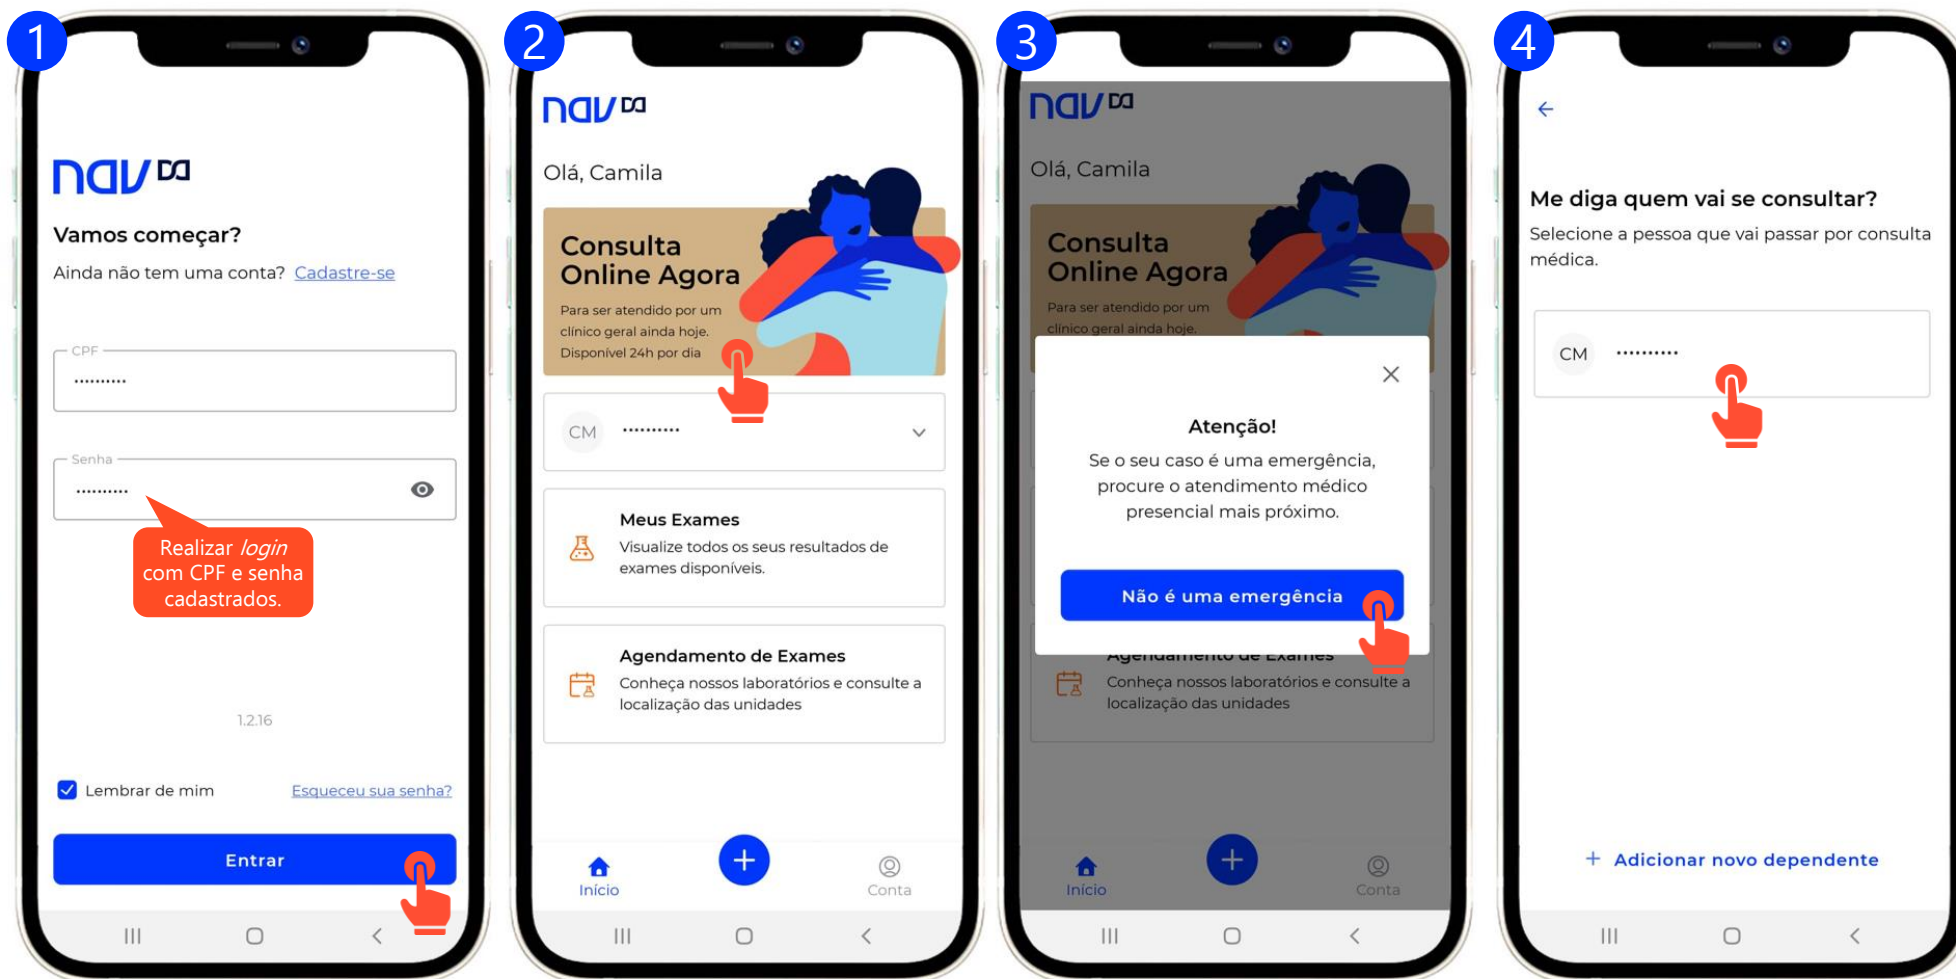 1
nav
Vamos começar?
Ainda não tem uma conta? Cadastre-se
CPF
••••••••••
Senha
••••••••••
Realizar login
com CPF e senha
cadastrados.
1.2.16
Lembrar de mim Esqueceu sua senha?
Entrar
2
nav
Olá, Camila
Consulta
Online Agora
Para ser atendido por um
clínico geral ainda hoje.
Disponível 24h por dia
CM ••••••••••
Meus Exames
Visualize todos os seus resultados de
exames disponíveis.
Agendamento de Exames
Conheça nossos laboratórios e consulte a
localização das unidades
Início
Conta
3
nav
Olá, Camila
Consulta
Online Agora
Para ser atendido por um
clínico geral ainda hoje.
Atenção!
Se o seu caso é uma emergência,
procure o atendimento médico
presencial mais próximo.
Não é uma emergência
Agendamento de Exames
Conheça nossos laboratórios e consulte a
localização das unidades
Início
Conta
4
Me diga quem vai se consultar?
Selecione a pessoa que vai passar por consulta
médica.
CM ••••••••••
+ Adicionar novo dependente